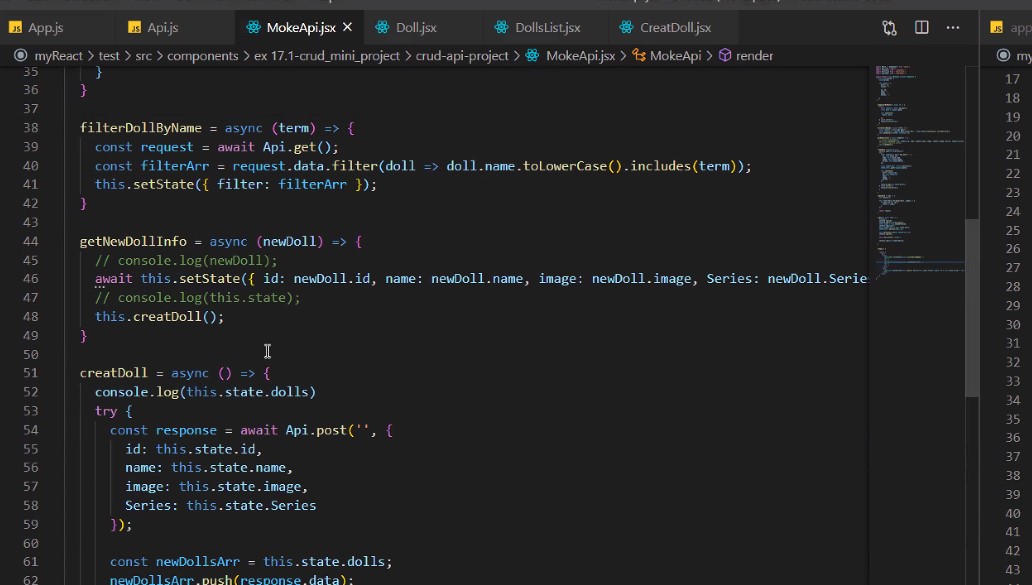 JS App.js
JS Api.js
MokeApi.jsx ×
Doll.jsx
DollsList.jsx
CreatDoll.jsx
···
JS app
myReact > test > src > components > ex 17.1-crud_mini_project > crud-api-project > MokeApi.jsx > MokeApi > render
my
35 }
36 }
37
38 filterDollByName = async (term) => {
39 const request = await Api.get();
40 const filterArr = request.data.filter(doll => doll.name.toLowerCase().includes(term));
41 this.setState({ filter: filterArr });
42 }
43
44 getNewDollInfo = async (newDoll) => {
45 // console.log(newDoll);
46 await this.setState({ id: newDoll.id, name: newDoll.name, image: newDoll.image, Series: newDoll.Serie
47 // console.log(this.state);
48 this.creatDoll();
49 }
50
51 creatDoll = async () => {
52 console.log(this.state.dolls)
53 try {
54 const response = await Api.post('', {
55 id: this.state.id,
56 name: this.state.name,
57 image: this.state.image,
58 Series: this.state.Series
59 });
60
61 const newDollsArr = this.state.dolls;
62 newDollsArr.push(response.data);
17
18
19
20
21
22
23
24
25
26
27
28
29
30
31
32
33
34
35
36
37
38
39
40
41
42
43